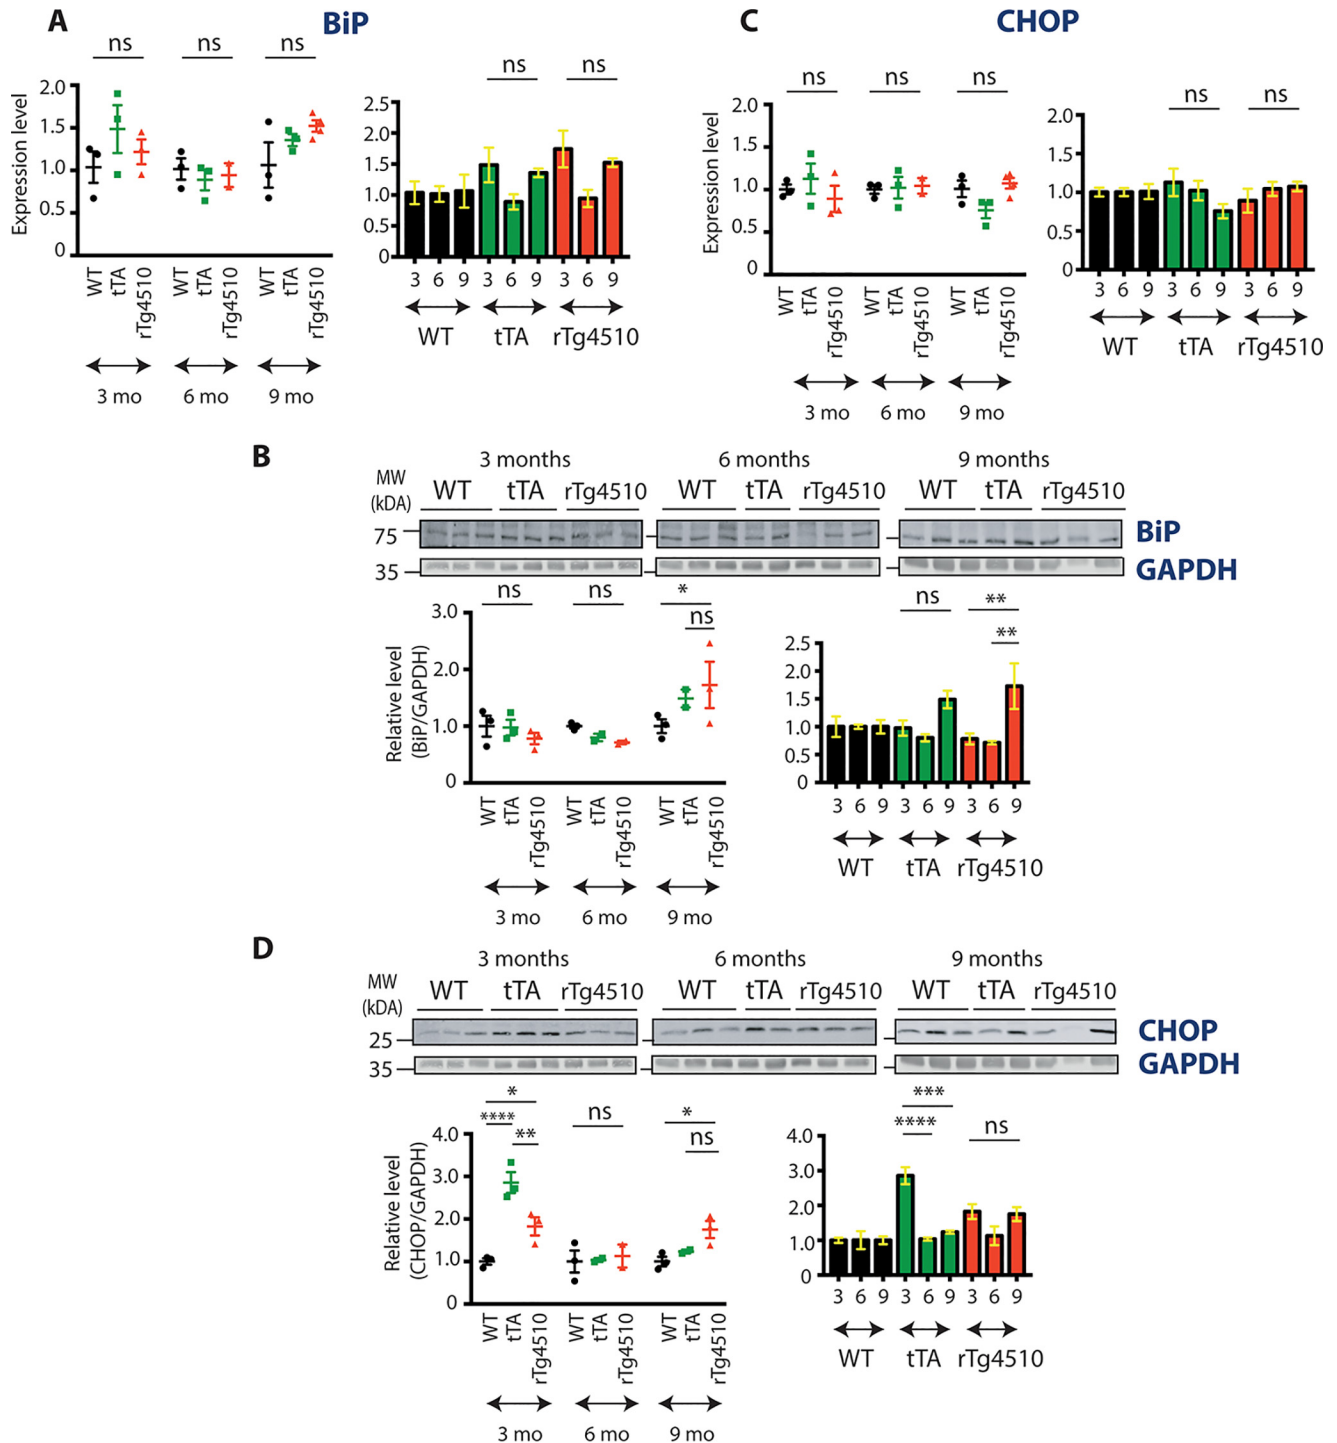 A
BiP
ns
ns
ns
Expression level
2.0
1.5
1.0
0.5
0
WT
tTA
rTg4510
WT
tTA
rTg4510
WT
tTA
rTg4510
3 mo
6 mo
9 mo
ns
ns
2.5
2.0
1.5
1.0
0.5
0
3 6 9 3 6 9 3 6 9
WT tTA rTg4510
C
CHOP
ns
ns
ns
Expression level
2.0
1.5
1.0
0.5
0
WT
tTA
rTg4510
WT
tTA
rTg4510
WT
tTA
rTg4510
3 mo
6 mo
9 mo
ns
ns
2.0
1.5
1.0
0.5
0
3 6 9 3 6 9 3 6 9
WT tTA rTg4510
B
3 months 6 months 9 months
MW
(kDA)
WT tTA rTg4510 WT tTA rTg4510 WT tTA rTg4510
75
BiP
35
GAPDH
ns
ns
*
ns
Relative level
(BiP/GAPDH)
3.0
2.0
1.0
0
WT
tTA
rTg4510
WT
tTA
rTg4510
WT
tTA
rTg4510
3 mo
6 mo
9 mo
ns
**
**
2.5
2.0
1.5
1.0
0.5
0
3 6 9 3 6 9 3 6 9
WT tTA rTg4510
D
3 months 6 months 9 months
MW
(kDA)
WT tTA rTg4510 WT tTA rTg4510 WT tTA rTg4510
25
CHOP
35
GAPDH
*
****
**
ns
*
ns
Relative level
(CHOP/GAPDH)
4.0
3.0
2.0
1.0
0
WT
tTA
rTg4510
WT
tTA
rTg4510
WT
tTA
rTg4510
3 mo
6 mo
9 mo
***
****
ns
4.0
3.0
2.0
1.0
0
3 6 9 3 6 9 3 6 9
WT tTA rTg4510